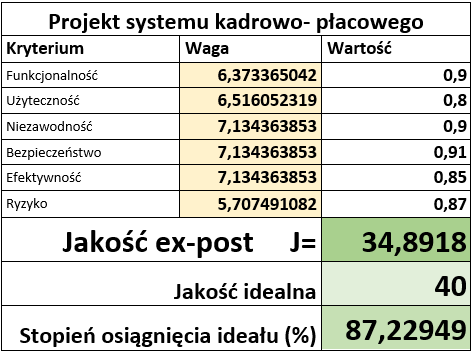 Projekt systemu kadrowo- płacowego
Kryterium Waga Wartość
Funkcjonalność 6,373365042 0,9
Użyteczność 6,516052319 0,8
Niezawodność 7,134363853 0,9
Bezpieczeństwo 7,134363853 0,91
Efektywność 7,134363853 0,85
Ryzyko 5,707491082 0,87
Jakość ex-post J= 34,8918
Jakość idealna 40
Stopień osiągnięcia ideału (%) 87,22949